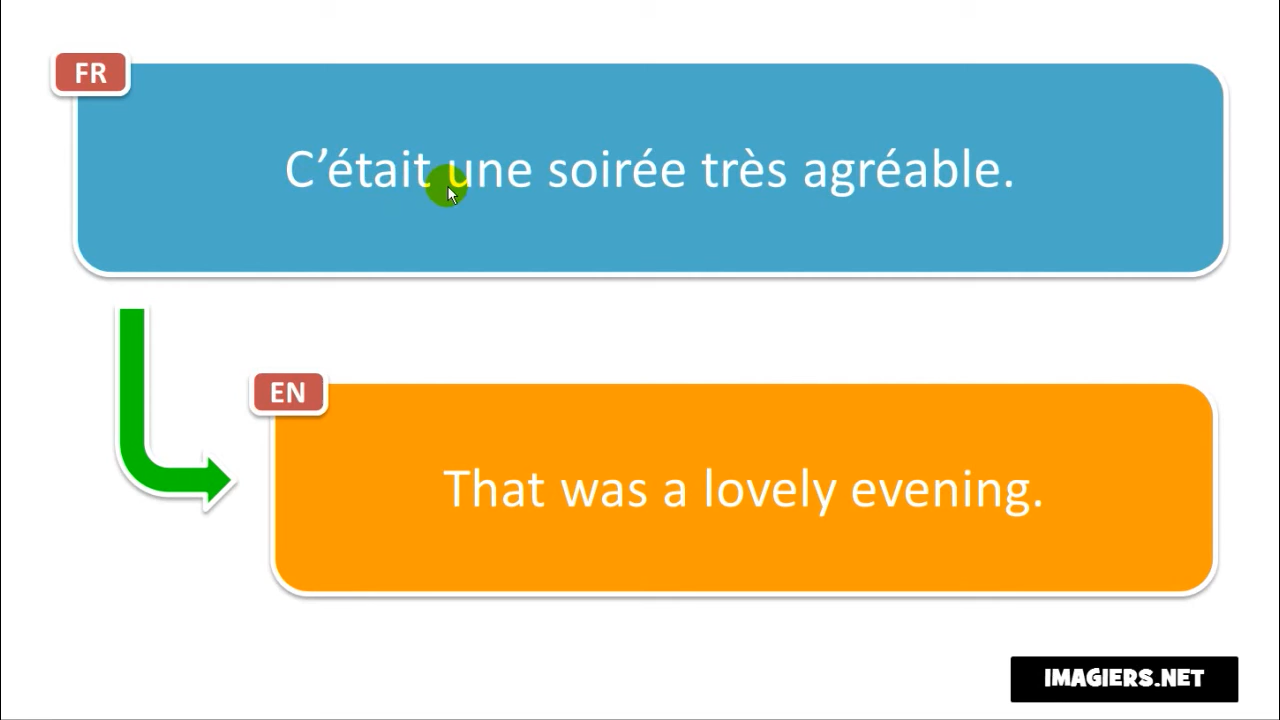 FR
C’était une soirée très agréable.
EN
That was a lovely evening.
IMAGIERS.NET